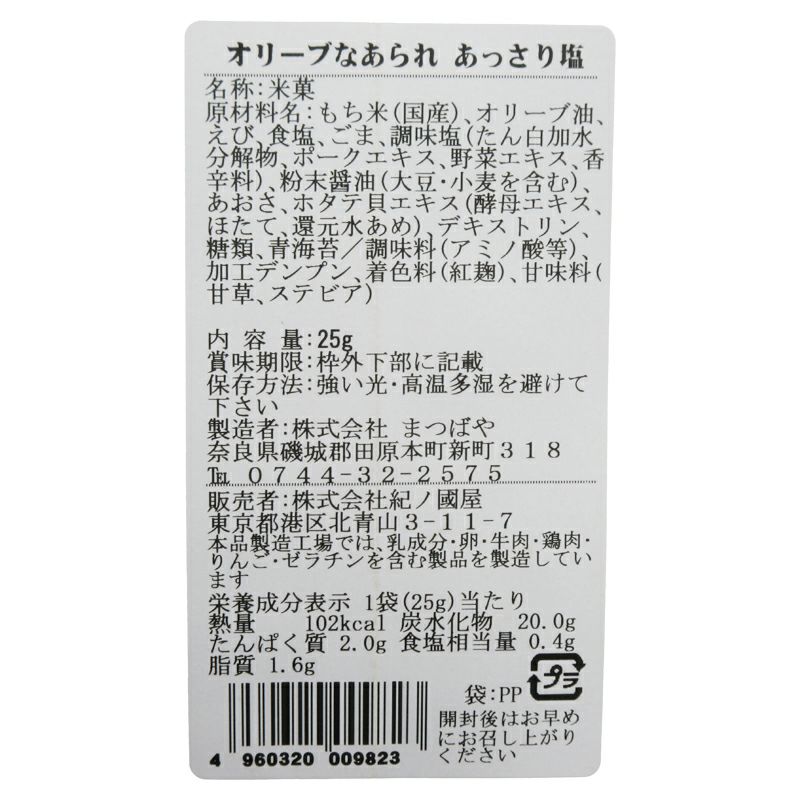 オリーブなあられ あっさり塩
名称:米菓
原材料名:もち米(国産)、オリーブ油、
えび、食塩、ごま、調味塩(たん白加水
分解物、ポークエキス、野菜エキス、香
辛料)、粉末醤油(大豆・小麦を含む)、
あおさ、ホタテ貝エキス(酵母エキス、
ほたて、還元水あめ)、デキストリン、
糖類、青海苔／調味料(アミノ酸等)、
加工デンプン、着色料(紅麹)、甘味料(
甘草、ステビア)
内 容 量:25g
賞味期限:枠外下部に記載
保存方法:強い光・高温多湿を避けて
下さい
製造者:株式会社 まつばや
奈良県磯城郡田原本町新町３１８
℡ ０７４４-３２-２５７５
販売者:株式会社紀ノ國屋
東京都港区北青山３-１１-７
本品製造工場では、乳成分・卵・牛肉・鶏肉・
りんご・ゼラチンを含む製品を製造してい
ます
栄養成分表示 1袋(25g)当たり
熱量 102kcal 炭水化物 20.0g
たんぱく質 2.0g 食塩相当量 0.4g
脂質 1.6g
袋:PP プラ
開封後はお早め
にお召し上がり
ください
4 960320 009823